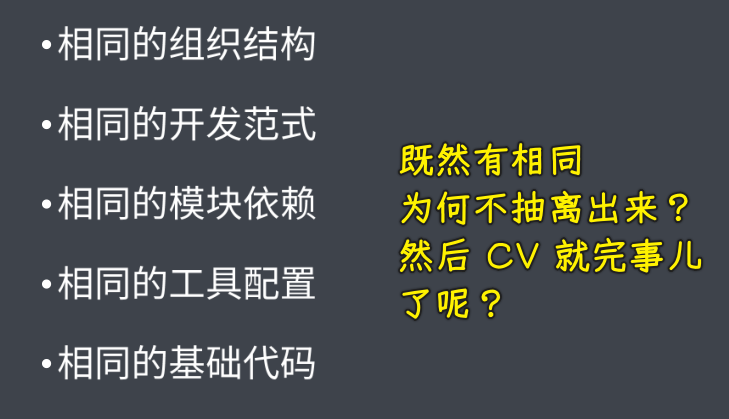 •相同的组织结构
•相同的开发范式
•相同的模块依赖
•相同的工具配置
•相同的基础代码
既然有相同
为何不抽离出来？
然后 CV 就完事儿
了呢？